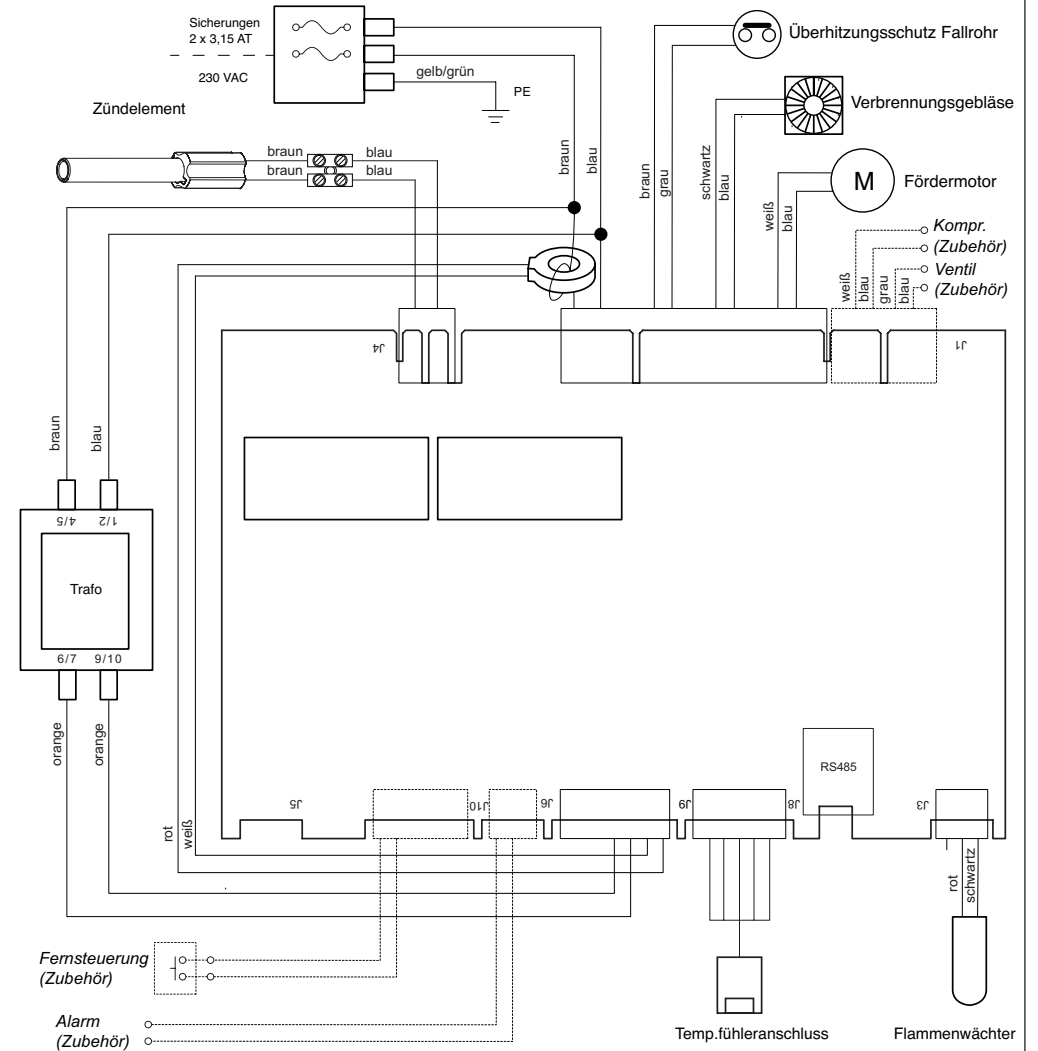 Sicherungen
2 x 3,15 AT
230 VAC
gelb/grün
PE
Zündelement
Überhitzungsschutz Fallrohr
Verbrennungsgebläse
M
Fördermotor
Kompr.
(Zubehör)
Ventil
(Zubehör)
braun
blau
braun
blau
braun
blau
braun
grau
schwartz
blau
weiß
blau
weiß
blau
grau
blau
J4
J1
braun
blau
4/5
1/2
Trafo
6/7
9/10
orange
orange
rot
weiß
RS485
J5
J10
J6
J9
J8
J3
rot
schwartz
Fernsteuerung
(Zubehör)
Alarm
(Zubehör)
Temp.fühleranschluss
Flammenwächter